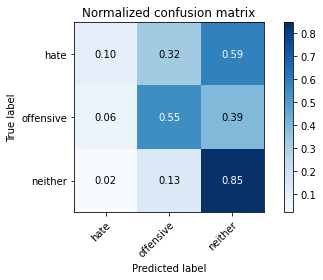 Normalized confusion matrix
True label
hate 0.10 0.32 0.59
offensive 0.06 0.55 0.39
neither 0.02 0.13 0.85
hate offensive neither
Predicted label
0.8
0.7
0.6
0.5
0.4
0.3
0.2
0.1